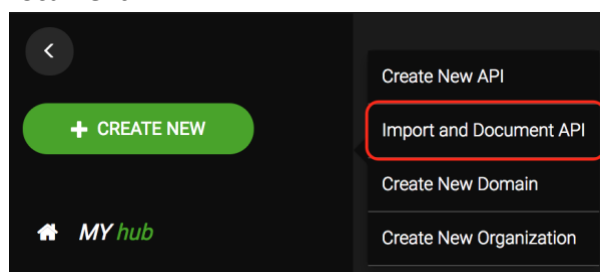 Create New API
+ CREATE NEW
Import and Document API
Create New Domain
MY hub
Create New Organization